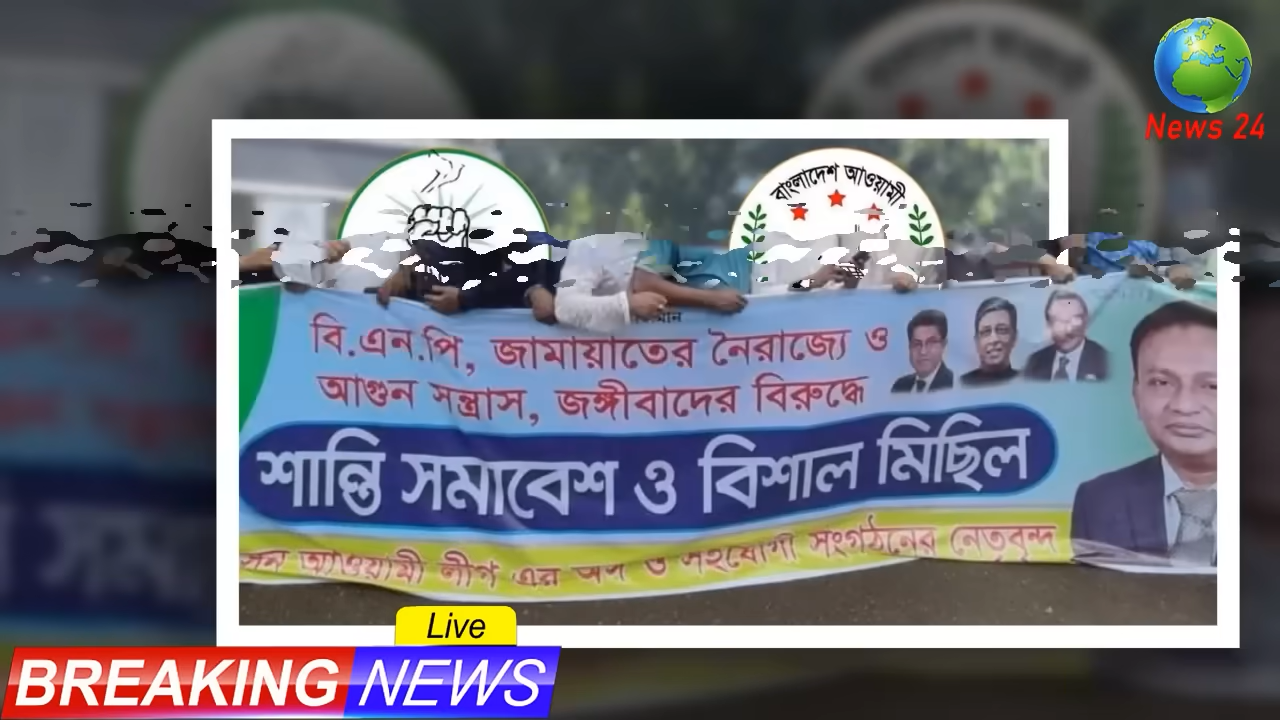 News 24
বাংলাদেশ আওয়ামী
বি.এন.পি, জামায়াতের নৈরাজ্যে ও
আগুন সন্ত্রাস, জঙ্গীবাদের বিরুদ্ধে
শান্তি সমাবেশ ও বিশাল মিছিল
আওয়ামী লীগ এর অঙ্গ ও সহযোগী সংগঠনের নেতৃবৃন্দ
Live
BREAKING NEWS